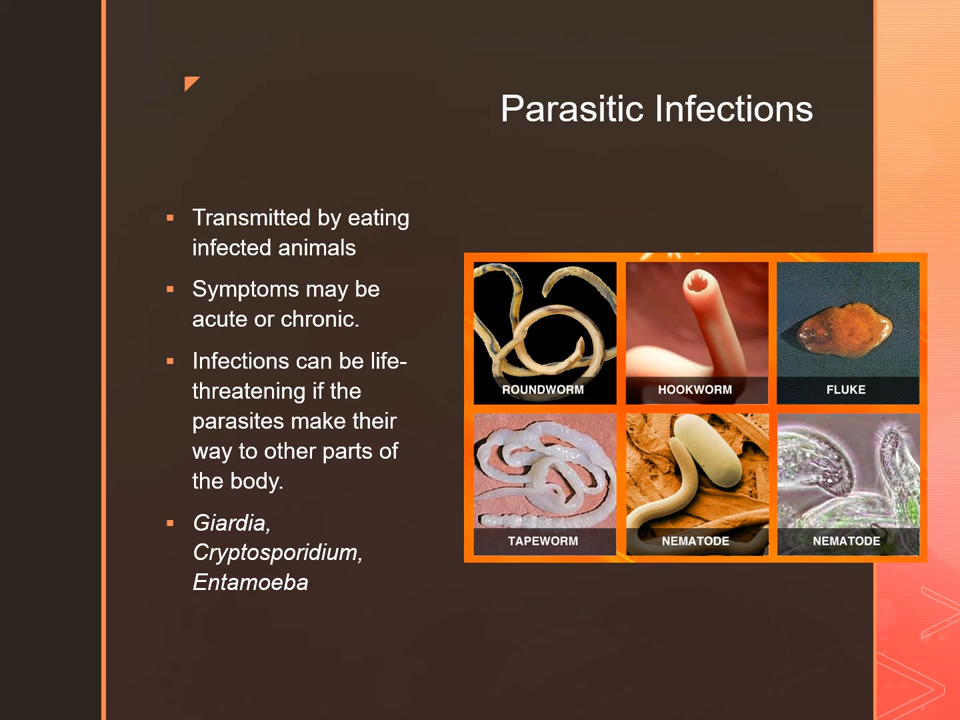 Parasitic Infections
▪ Transmitted by eating
infected animals
▪ Symptoms may be
acute or chronic.
▪ Infections can be life-
threatening if the
parasites make their
way to other parts of
the body.
▪ Giardia,
Cryptosporidium,
Entamoeba
ROUNDWORM
HOOKWORM
FLUKE
TAPEWORM
NEMATODE
NEMATODE